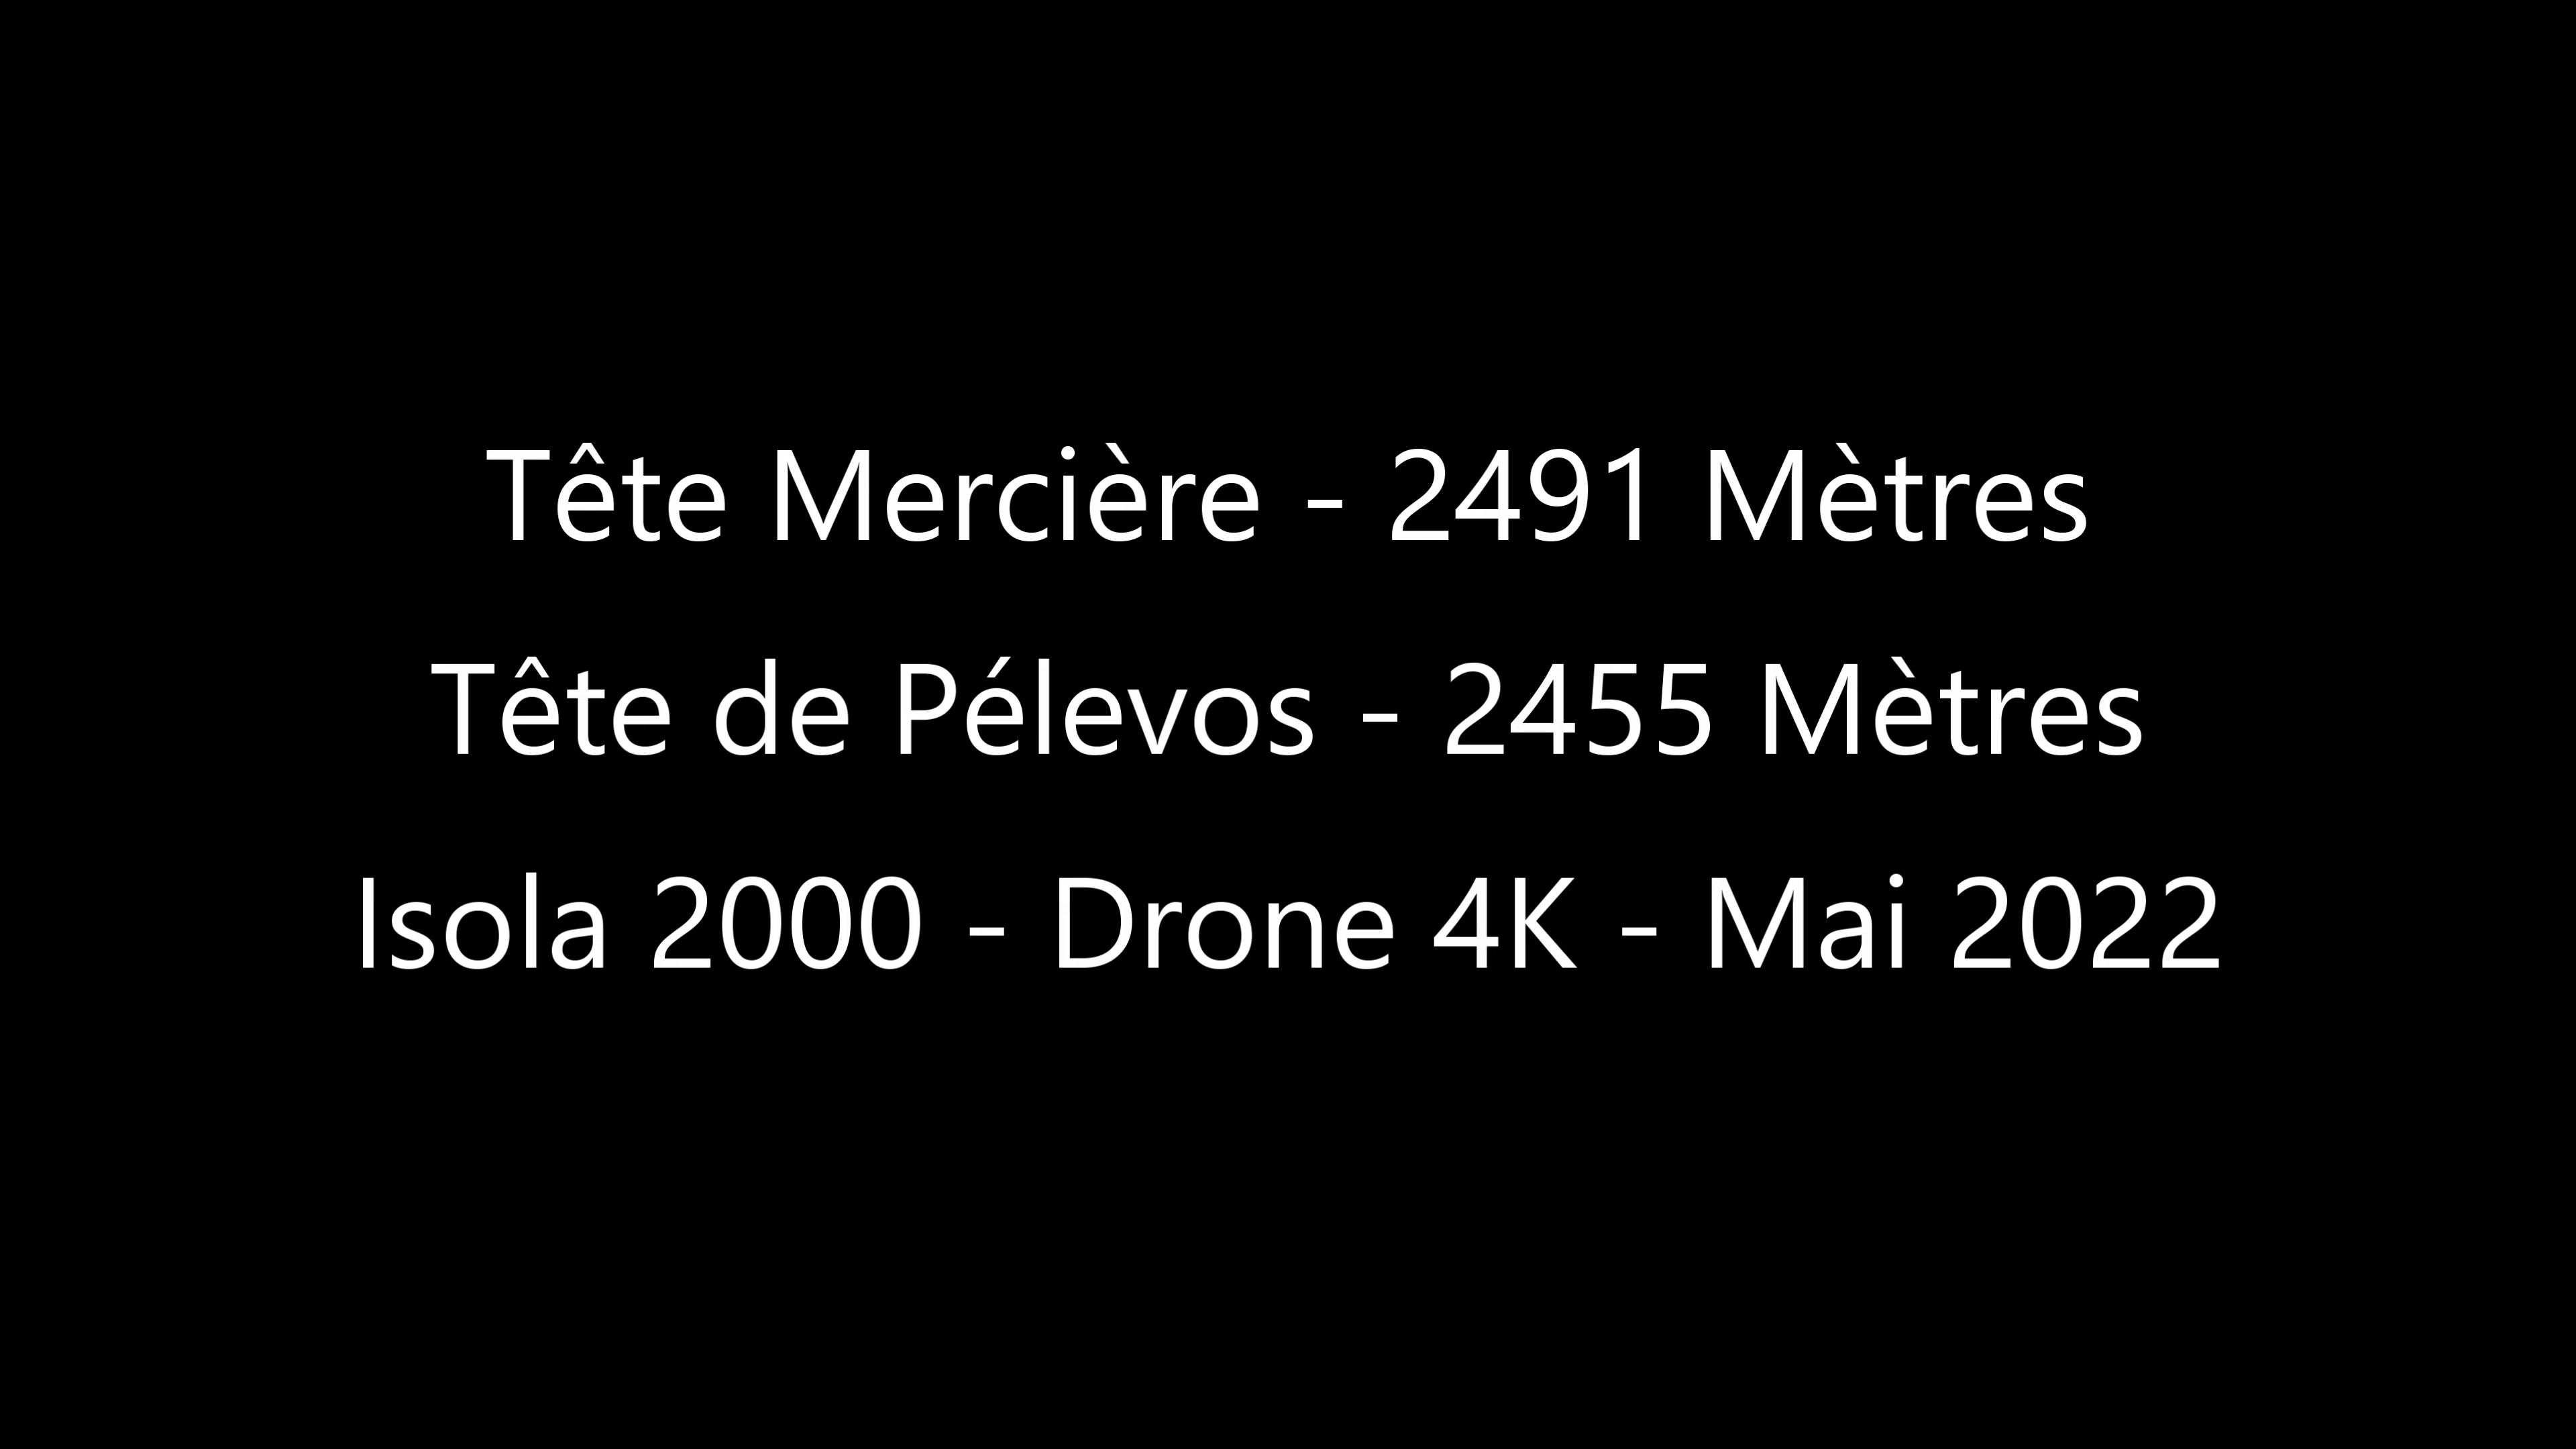 Tête Mercière - 2491 Mètres
Tête de Pélevos - 2455 Mètres
Isola 2000 - Drone 4K - Mai 2022